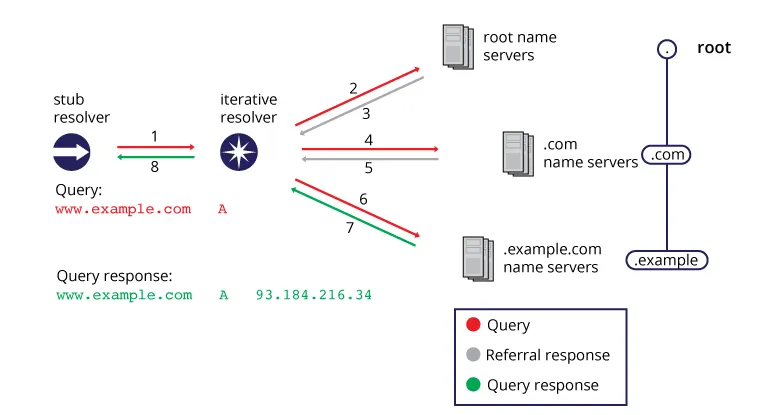 root name
servers
.
root
stub
resolver
iterative
resolver
1
8
2
3
4
5
6
7
.com
name servers
.com
Query:
www.example.com A
.example.com
name servers
.example
Query response:
www.example.com A 93.184.216.34
Query
Referral response
Query response